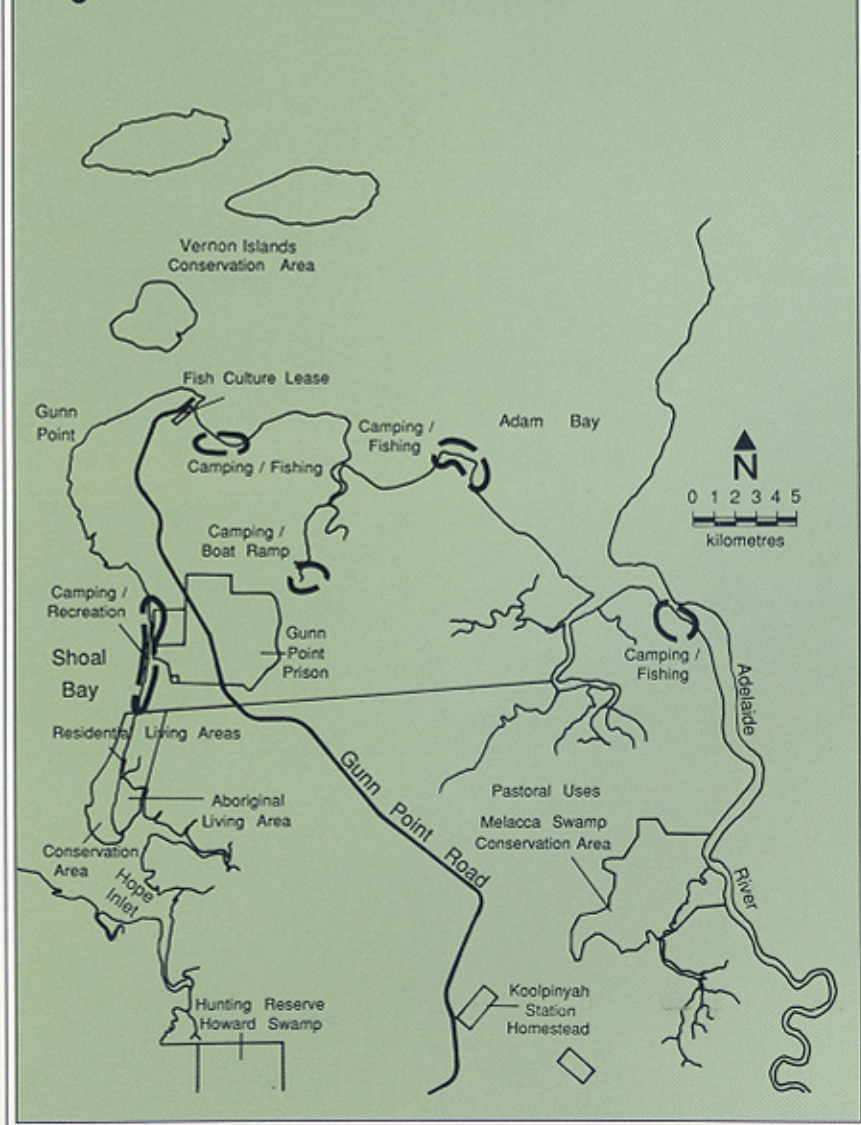 Vernon Islands
Conservation Area
Fish Culture Lease
Gunn
Point
Camping /
Fishing
Adam Bay
Camping / Fishing
N
0 1 2 3 4 5
kilometres
Camping /
Boat Ramp
Camping /
Recreation
Gunn
Point
Prison
Shoal
Bay
Camping /
Fishing
Adelaide
River
Residential Living Areas
Gunn Point Road
Pastoral Uses
Aboriginal
Living Area
Melacca Swamp
Conservation Area
Conservation
Area
Hope
Inlet
Koolpinyah
Station
Homestead
Hunting Reserve
Howard Swamp